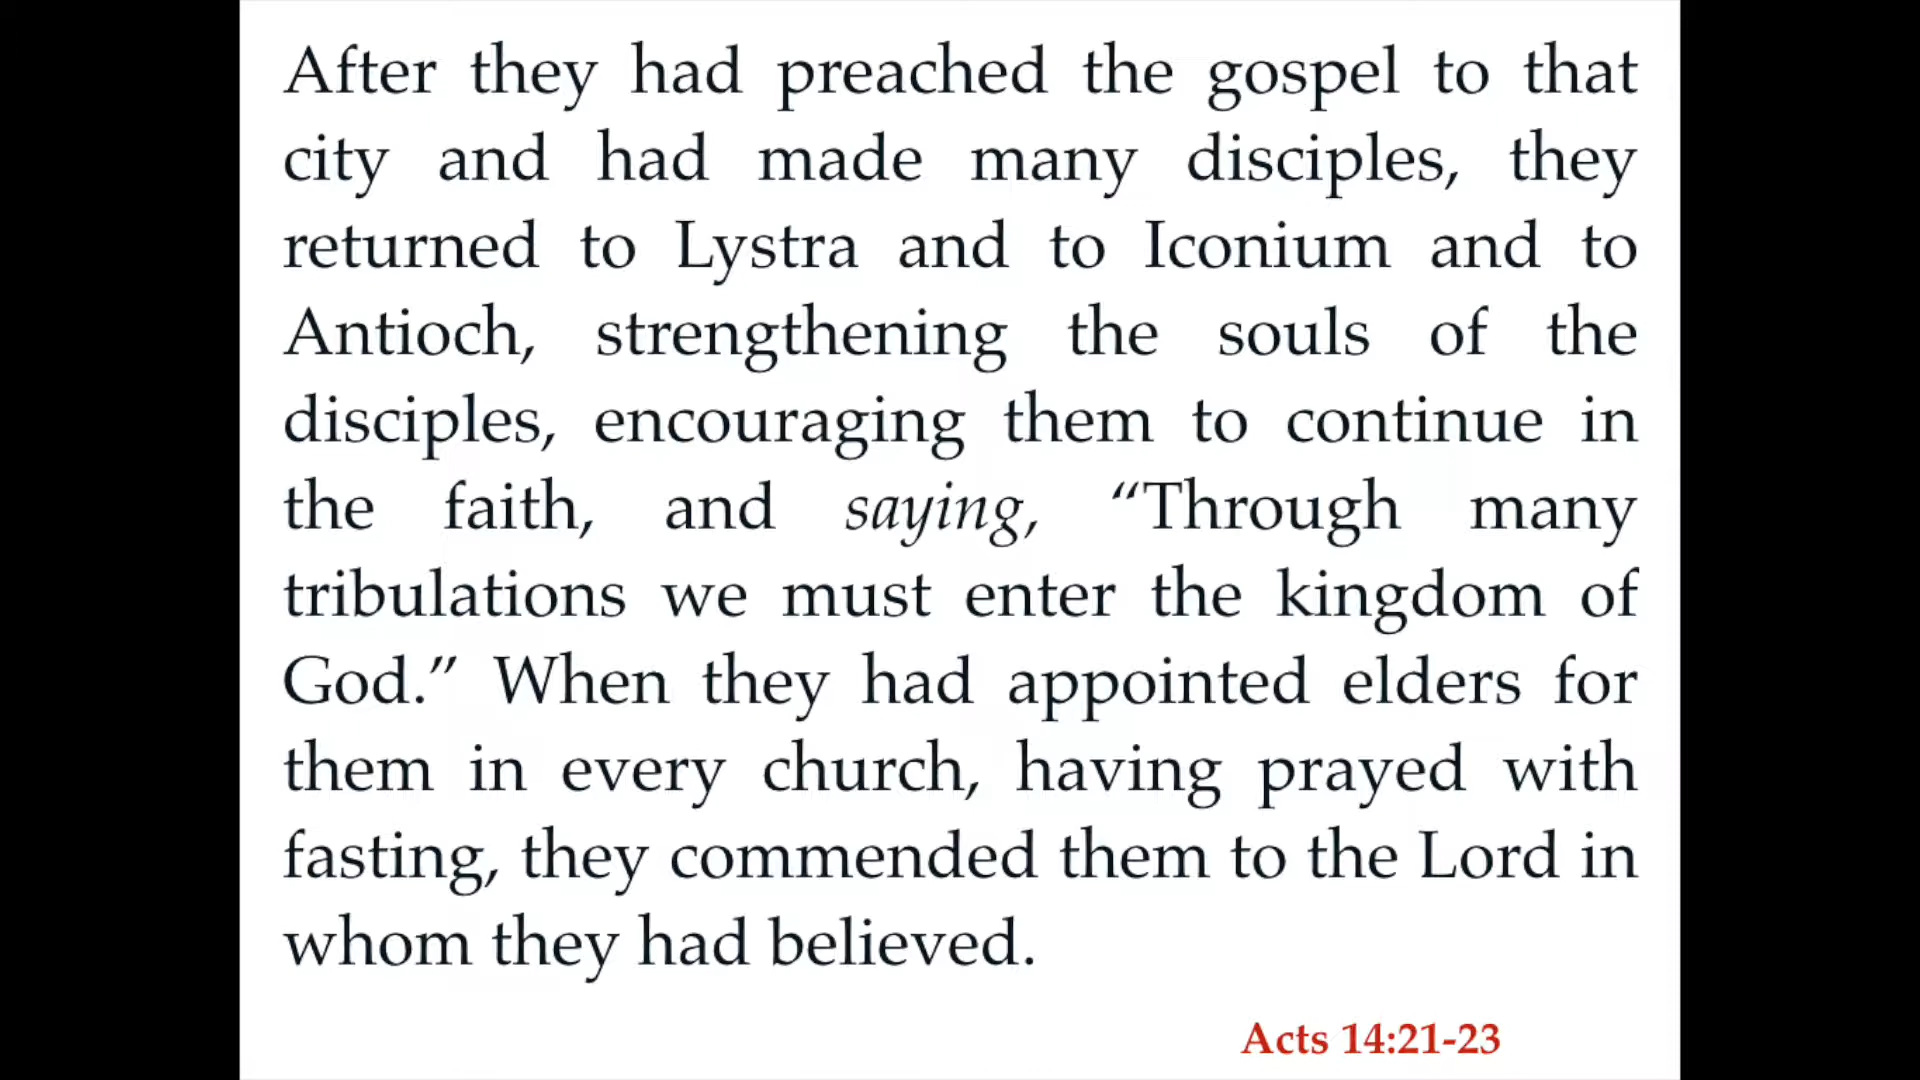 After they had preached the gospel to that
city and had made many disciples, they
returned to Lystra and to Iconium and to
Antioch, strengthening the souls of the
disciples, encouraging them to continue in
the faith, and saying, “Through many
tribulations we must enter the kingdom of
God.” When they had appointed elders for
them in every church, having prayed with
fasting, they commended them to the Lord in
whom they had believed.
Acts 14:21-23